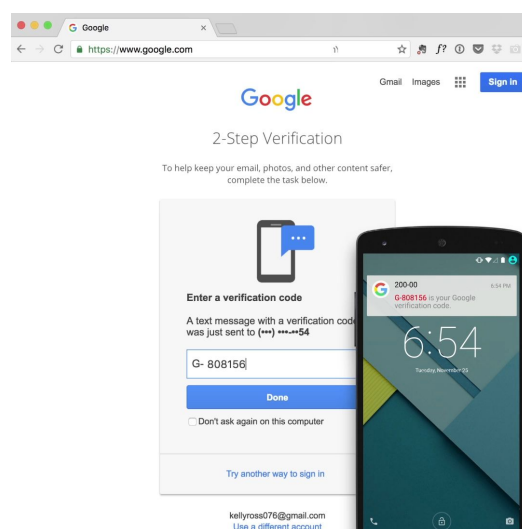 Google
https://www.google.com
Gmail Images
Sign in
Google
2-Step Verification
To help keep your email, photos, and other content safer,
complete the task below.
Enter a verification code
A text message with a verification code
was just sent to (•••) •••-••54
G- 808156
Done
Don't ask again on this computer
Try another way to sign in
kellyross076@gmail.com
Use a different account
200-00
6:54 PM
G-808156 is your Google
verification code.
6:54
Tuesday, November 25